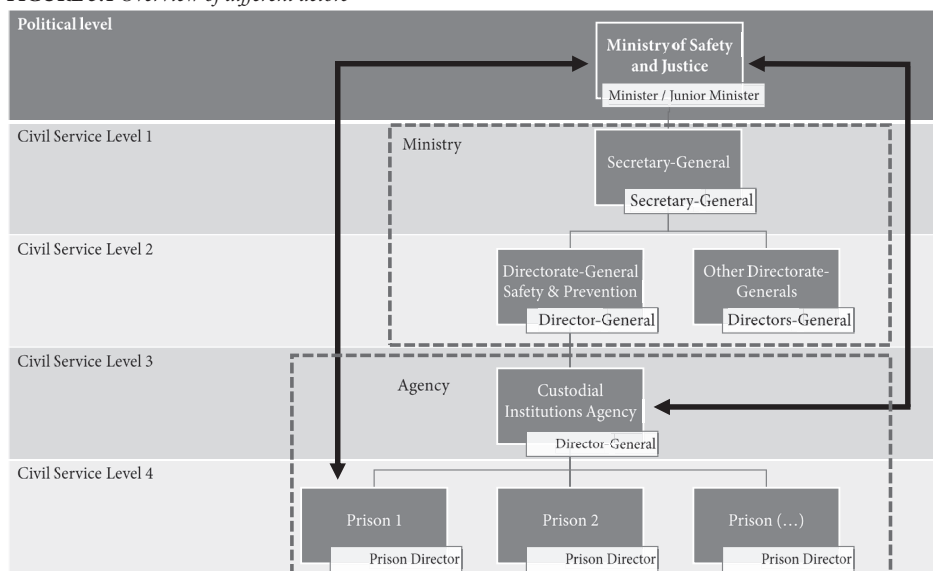 FIGURE 3.1 Overview of different actors
Political level
Ministry of Safety
and Justice
Minister / Junior Minister
Civil Service Level 1
Ministry
Secretary-General
Secretary-General
Civil Service Level 2
Directorate-General
Safety & Prevention
Director-General
Other Directorate-
Generals
Directors-General
Civil Service Level 3
Agency
Custodial
Institutions Agency
Director-General
Civil Service Level 4
Prison 1
Prison Director
Prison 2
Prison Director
Prison (…)
Prison Director